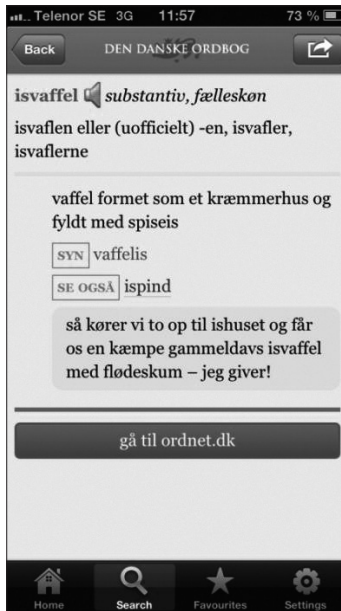 Telenor SE 3G 11:57 73 %
Back DEN DANSKE ORDBOG
isvaffel substantiv, fælleskøn
isvaflen eller (uofficielt) -en, isvafler,
isvaflerne
vaffel formet som et kræmmerhus og
fyldt med spiseis
SYN vaffelis
SE OGSÅ ispind
så kører vi to op til ishuset og får
os en kæmpe gammeldavs isvaffel
med flødeskum – jeg giver!
gå til ordnet.dk
Home Search Favourites Settings